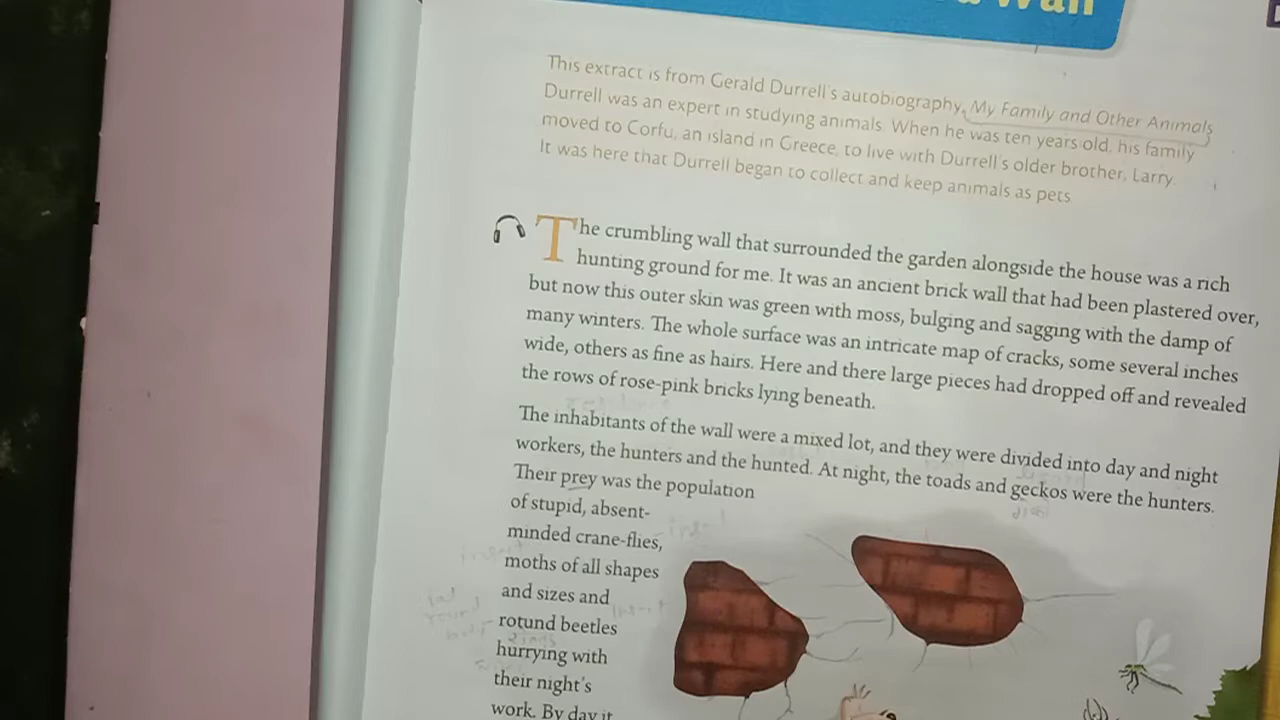 Wall
This extract is from Gerald Durrell's autobiography, My Family and Other Animals
Durrell was an expert in studying animals. When he was ten years old, his family
moved to Corfu, an island in Greece, to live with Durrell's older brother, Larry.
It was here that Durrell began to collect and keep animals as pets
The crumbling wall that surrounded the garden alongside the house was a rich
hunting ground for me. It was an ancient brick wall that had been plastered over,
but now this outer skin was green with moss, bulging and sagging with the damp of
many winters. The whole surface was an intricate map of cracks, some several inches
wide, others as fine as hairs. Here and there large pieces had dropped off and revealed
the rows of rose-pink bricks lying beneath.
The inhabitants of the wall were a mixed lot, and they were divided into day and night
workers, the hunters and the hunted. At night, the toads and geckos were the hunters.
Their prey was the population
of stupid, absent-
minded crane-flies,
moths of all shapes
and sizes and
rotund beetles
hurrying with
their night's
work. By day it